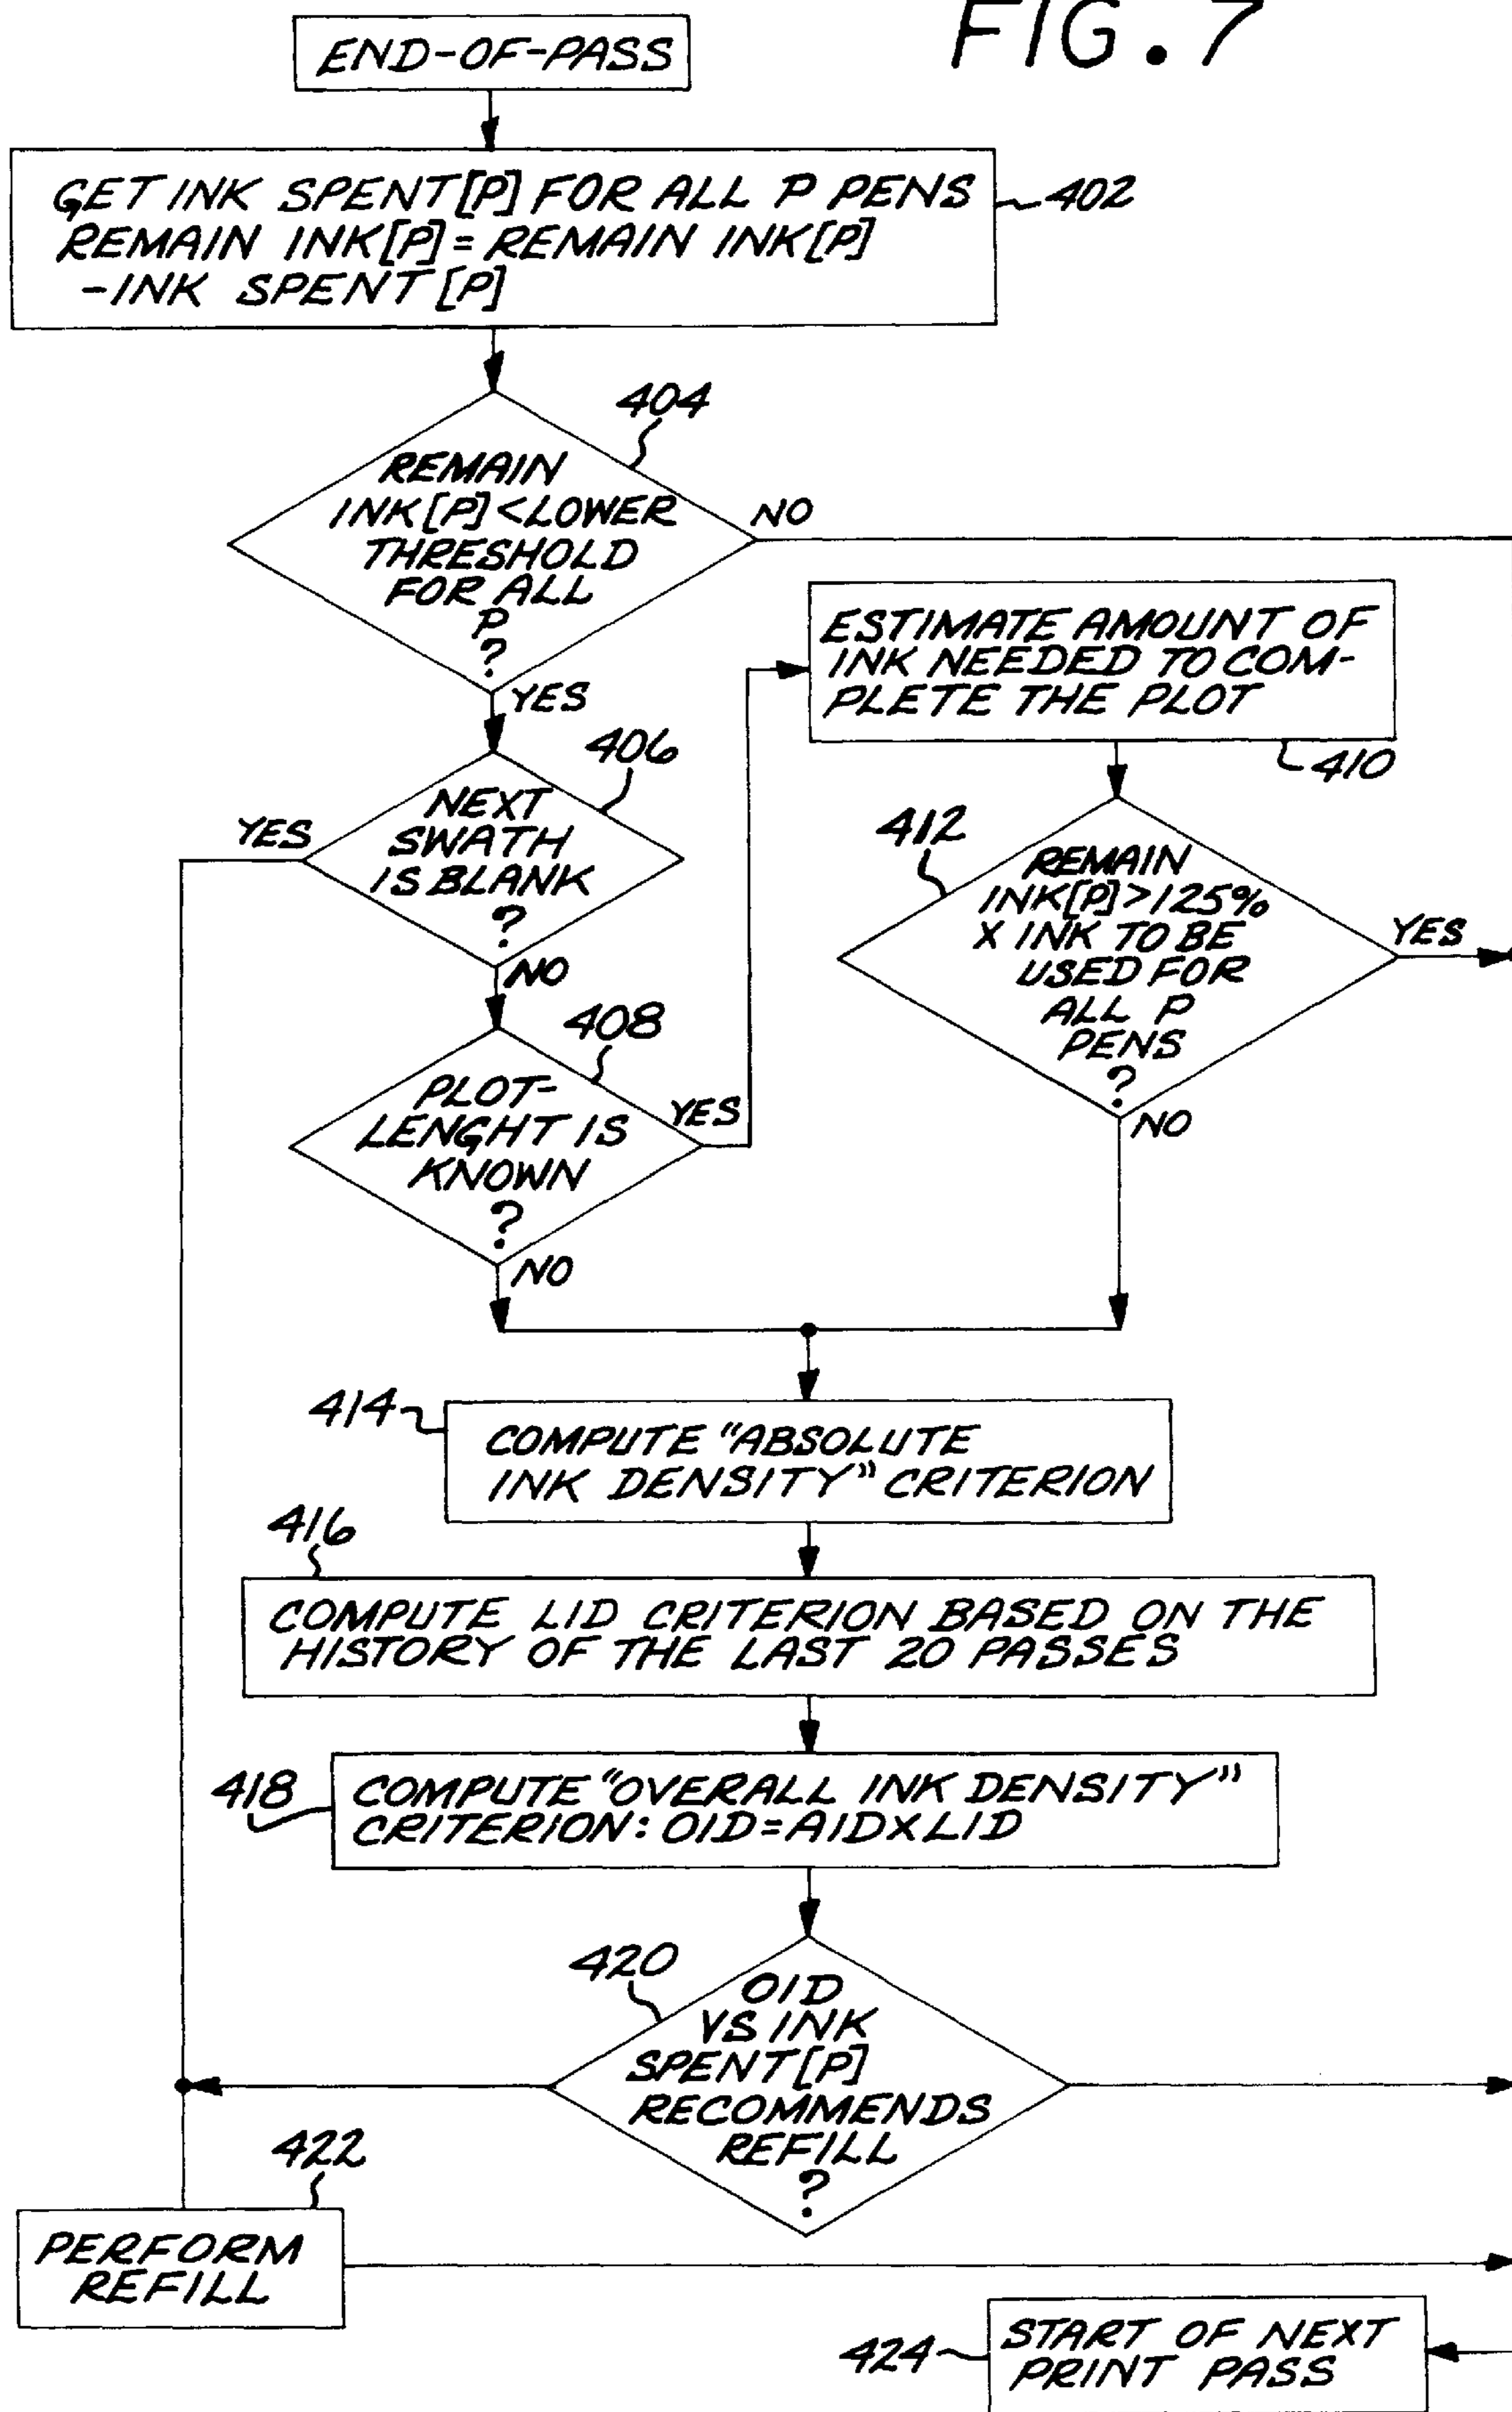 FIG. 7
END-OF-PASS
GET INK SPENT[P] FOR ALL P PENS
REMAIN INK[P] = REMAIN INK[P]
-INK SPENT[P]
402
404
REMAIN
INK[P]<LOWER
THRESHOLD
FOR ALL
P
?
NO
YES
ESTIMATE AMOUNT OF
INK NEEDED TO COM-
PLETE THE PLOT
410
406
NEXT
SWATH
IS BLANK
?
YES
NO
412
REMAIN
INK[P]>125%
X INK TO BE
USED FOR
ALL P
PENS
?
YES
NO
408
PLOT-
LENGHT IS
KNOWN
?
YES
NO
414
COMPUTE "ABSOLUTE
INK DENSITY" CRITERION
416
COMPUTE LID CRITERION BASED ON THE
HISTORY OF THE LAST 20 PASSES
418
COMPUTE "OVERALL INK DENSITY"
CRITERION: OID=AIDXLID
420
OID
VS INK
SPENT[P]
RECOMMENDS
REFILL
?
422
PERFORM
REFILL
424
START OF NEXT
PRINT PASS